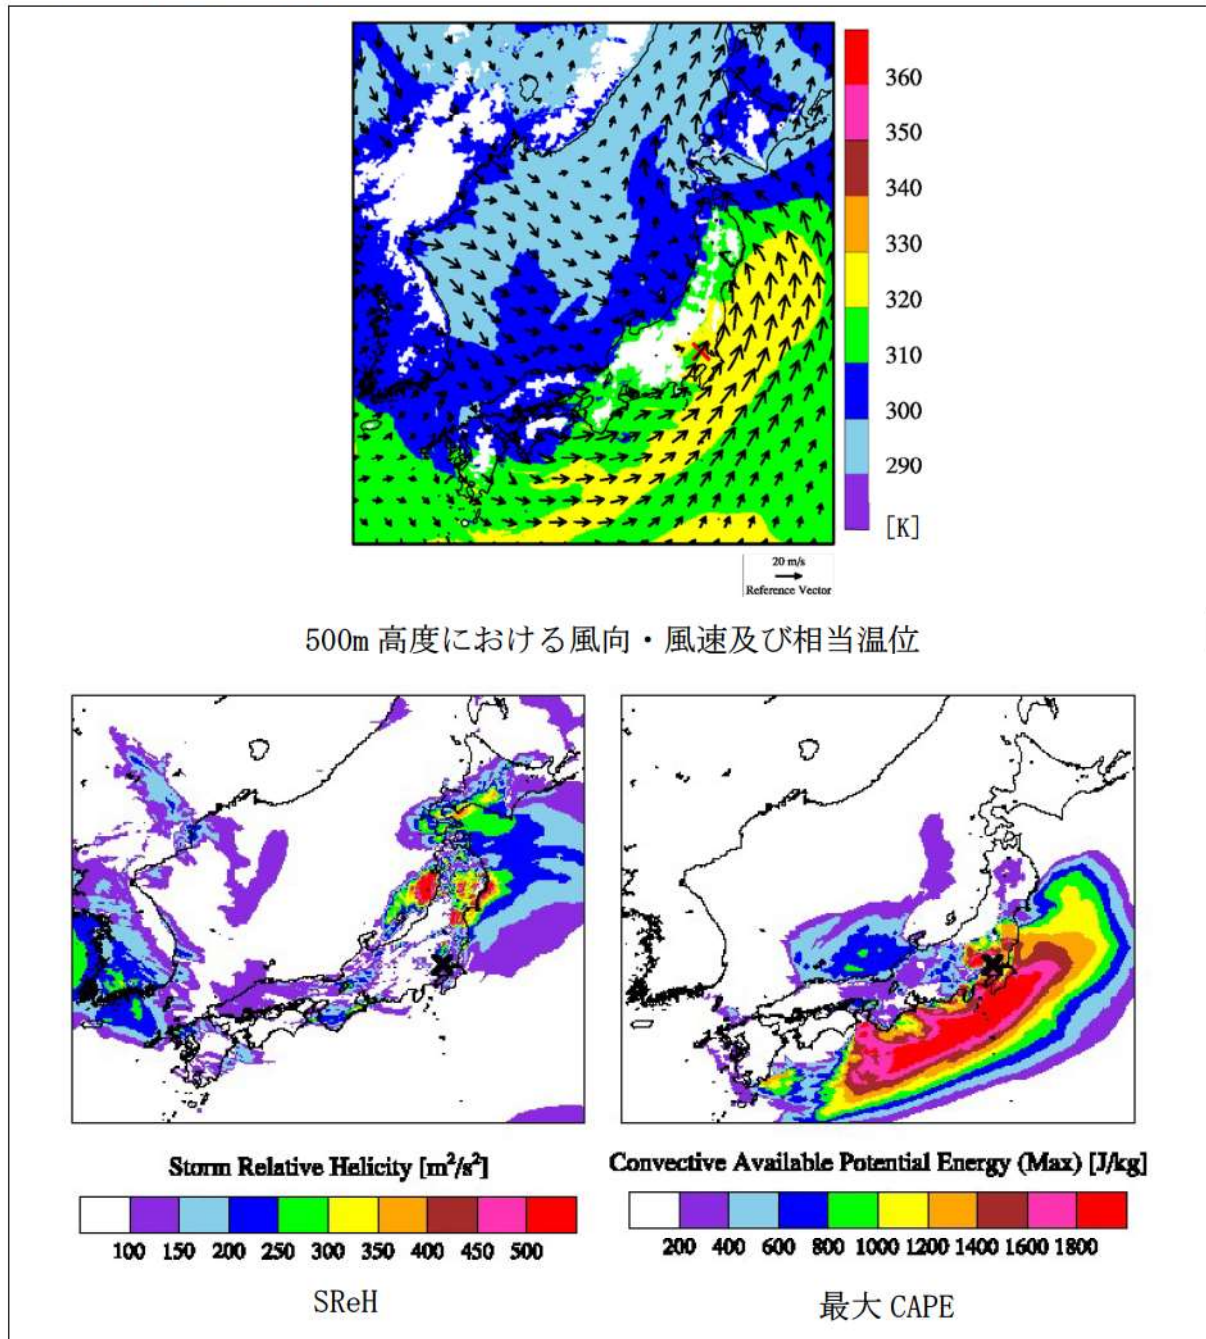 360
350
340
330
320
310
300
290
[K]
20 m/s
Reference Vector
500m 高度における風向・風速及び相当温位
Storm Relative Helicity [m²/s²]
100 150 200 250 300 350 400 450 500
SReH
Convective Available Potential Energy (Max) [J/kg]
200 400 600 800 1000 1200 1400 1600 1800
最大 CAPE